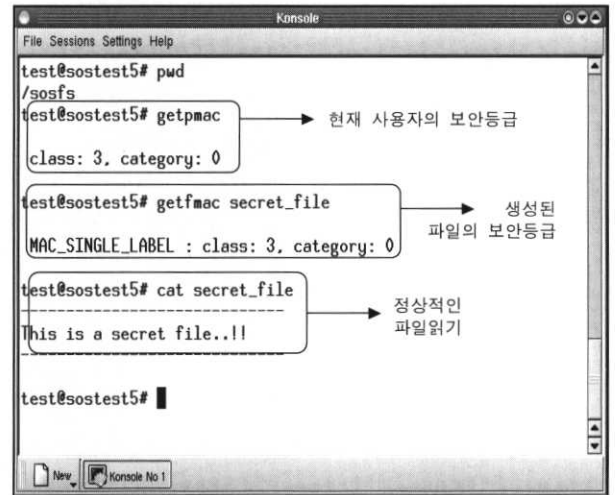 Konsole
File Sessions Settings Help
test@sostest5# pwd
/sosfs
test@sostest5# getpmac
현재 사용자의 보안등급
class: 3, category: 0
test@sostest5# getfmac secret_file
생성된
파일의 보안등급
MAC_SINGLE_LABEL : class: 3, category: 0
test@sostest5# cat secret_file
정상적인
파일읽기
------------------------------
This is a secret file..!!
------------------------------
test@sostest5#
New
Konsole No 1